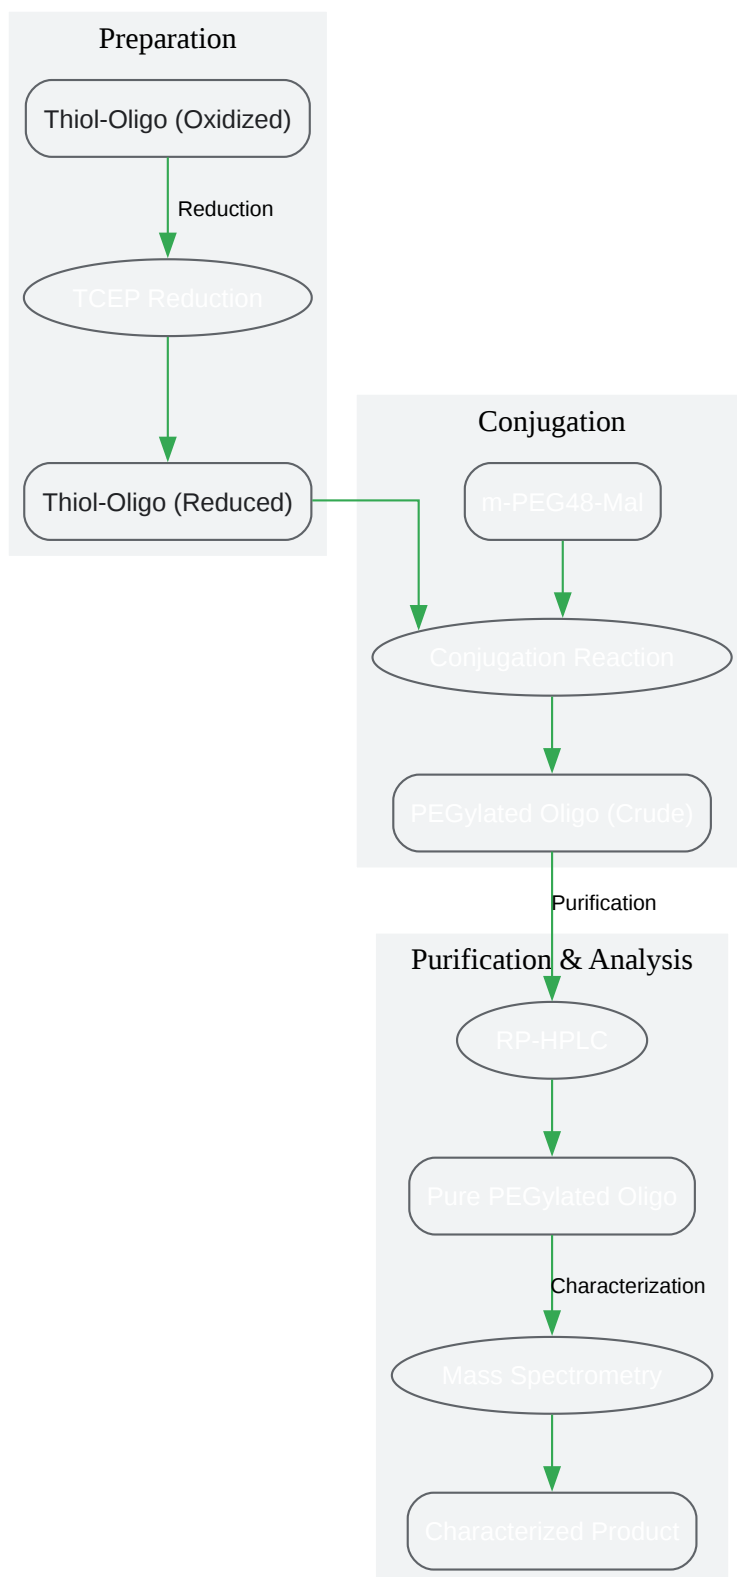 Preparation
Thiol-Oligo (Oxidized)
Reduction
TCEP Reduction
Thiol-Oligo (Reduced)
Conjugation
m-PEG48-Mal
Conjugation Reaction
PEGylated Oligo (Crude)
Purification
Purification & Analysis
RP-HPLC
Pure PEGylated Oligo
Characterization
Mass Spectrometry
Characterized Product